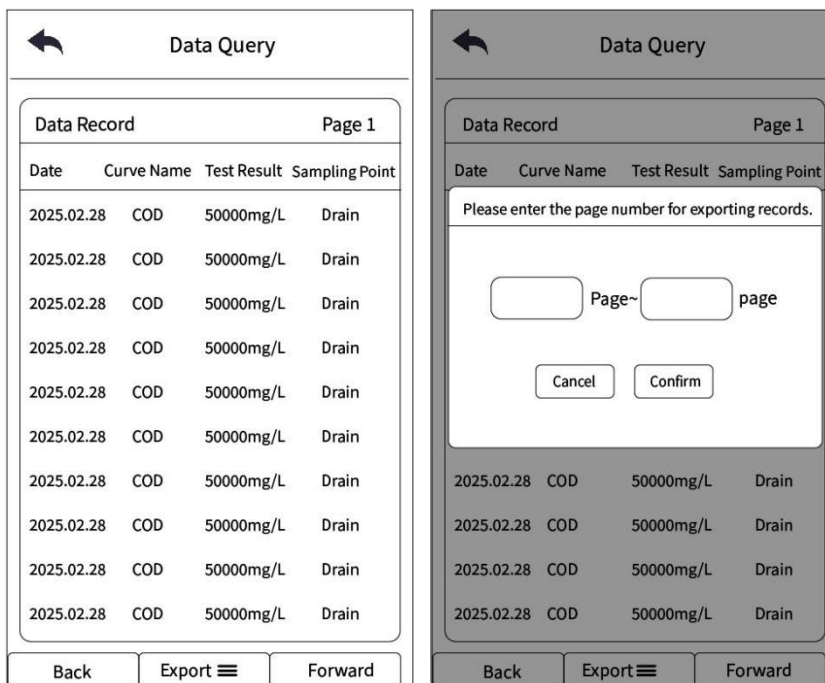 Data Query
Data Record Page 1
Date Curve Name Test Result Sampling Point
2025.02.28 COD 50000mg/L Drain
2025.02.28 COD 50000mg/L Drain
2025.02.28 COD 50000mg/L Drain
2025.02.28 COD 50000mg/L Drain
2025.02.28 COD 50000mg/L Drain
2025.02.28 COD 50000mg/L Drain
2025.02.28 COD 50000mg/L Drain
2025.02.28 COD 50000mg/L Drain
2025.02.28 COD 50000mg/L Drain
2025.02.28 COD 50000mg/L Drain
Back Export Forward
Data Query
Data Record Page 1
Date Curve Name Test Result Sampling Point
Please enter the page number for exporting records.
Page~ page
Cancel Confirm
2025.02.28 COD 50000mg/L Drain
2025.02.28 COD 50000mg/L Drain
2025.02.28 COD 50000mg/L Drain
2025.02.28 COD 50000mg/L Drain
Back Export Forward